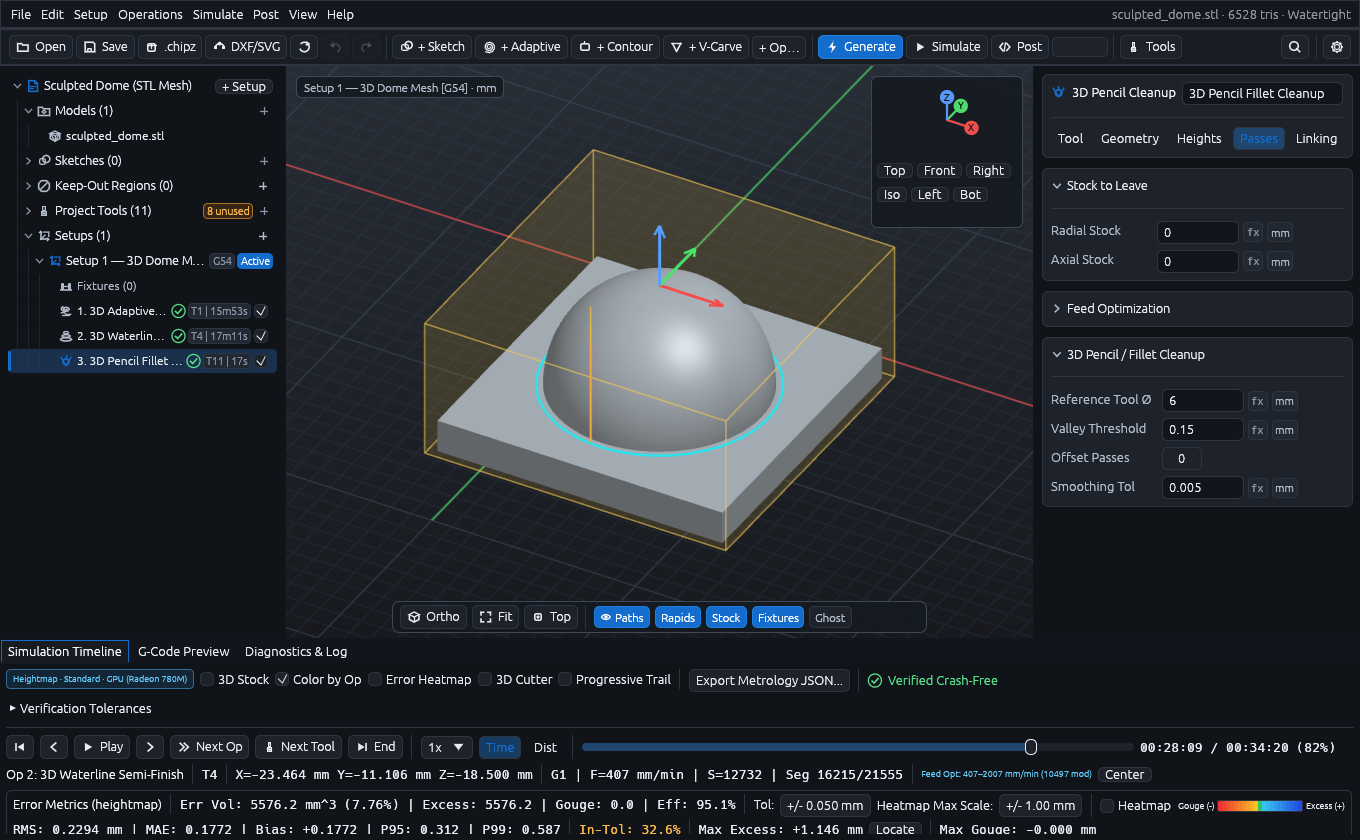 File Edit Setup Operations Simulate Post View Help
sculpted_dome.stl · 6528 tris · Watertight
Open Save .chipz DXF/SVG + Sketch + Adaptive + Contour + V-Carve + Op... Generate Simulate Post Tools
Sculpted Dome (STL Mesh) + Setup
Models (1) +
sculpted_dome.stl
Sketches (0) +
Keep-Out Regions (0) +
Project Tools (11) 8 unused +
Setups (1) +
Setup 1 — 3D Dome M... G54 Active
Fixtures (0)
1. 3D Adaptive... T1 | 15m53s
2. 3D Waterlin... T4 | 17m11s
3. 3D Pencil Fillet ... T11 | 17s
Setup 1 — 3D Dome Mesh [G54] · mm
Z
Y
X
Top Front Right
Iso Left Bot
Ortho Fit Top Paths Rapids Stock Fixtures Ghost
3D Pencil Cleanup 3D Pencil Fillet Cleanup
Tool Geometry Heights Passes Linking
Stock to Leave
Radial Stock 0 fx mm
Axial Stock 0 fx mm
Feed Optimization
3D Pencil / Fillet Cleanup
Reference Tool Ø 6 fx mm
Valley Threshold 0.15 fx mm
Offset Passes 0
Smoothing Tol 0.005 fx mm
Simulation Timeline G-Code Preview Diagnostics & Log
Heightmap · Standard · GPU (Radeon 780M) 3D Stock Color by Op Error Heatmap 3D Cutter Progressive Trail Export Metrology JSON... Verified Crash-Free
Verification Tolerances
Play Next Op Next Tool End 1x Time Dist 00:28:09 / 00:34:20 (82%)
Op 2: 3D Waterline Semi-Finish T4 X=-23.464 mm Y=-11.106 mm Z=-18.500 mm G1 | F=407 mm/min | S=12732 | Seg 16215/21555 Feed Opt: 407–2007 mm/min (10497 mod) Center
Error Metrics (heightmap) Err Vol: 5576.2 mm^3 (7.76%) | Excess: 5576.2 | Gouge: 0.0 | Eff: 95.1% Tol: +/- 0.050 mm Heatmap Max Scale: +/- 1.00 mm Heatmap Gouge (-) Excess (+)
RMS: 0.2294 mm | MAE: 0.1772 | Bias: +0.1772 | P95: 0.312 | P99: 0.587 In-Tol: 32.6% Max Excess: +1.146 mm Locate Max Gouge: -0.000 mm